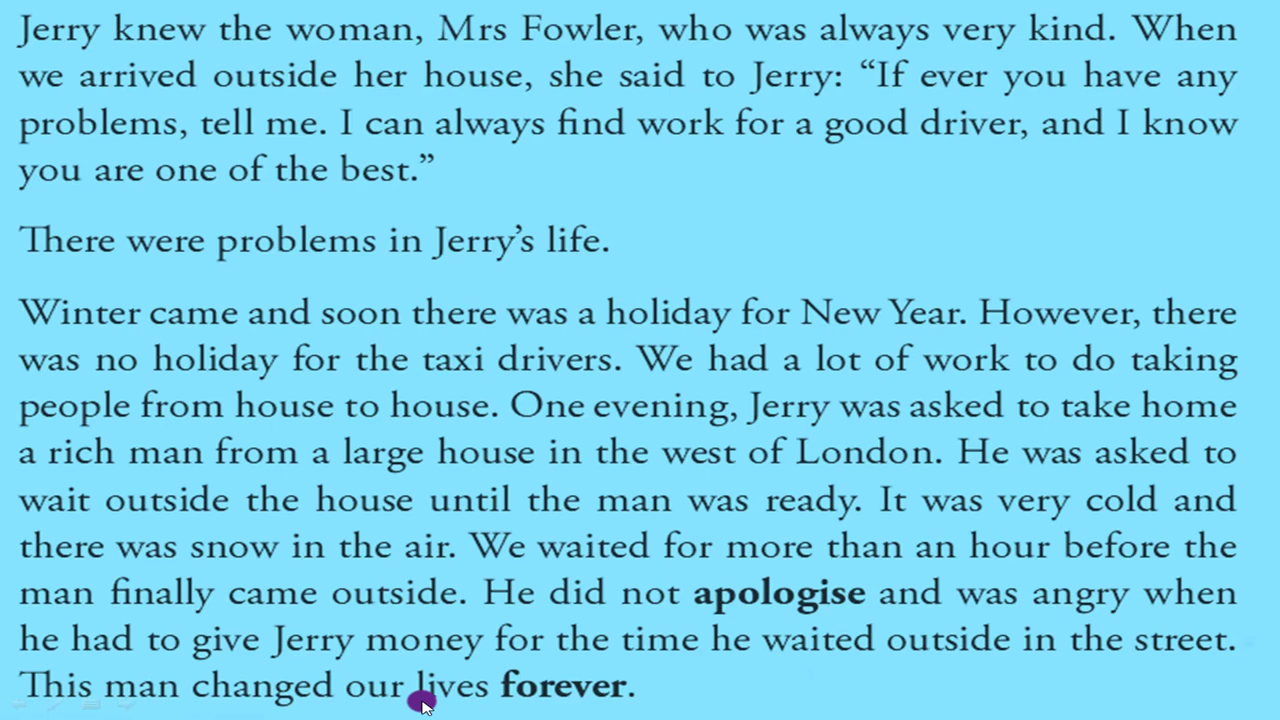 Jerry knew the woman, Mrs Fowler, who was always very kind. When
we arrived outside her house, she said to Jerry: “If ever you have any
problems, tell me. I can always find work for a good driver, and I know
you are one of the best.”
There were problems in Jerry’s life.
Winter came and soon there was a holiday for New Year. However, there
was no holiday for the taxi drivers. We had a lot of work to do taking
people from house to house. One evening, Jerry was asked to take home
a rich man from a large house in the west of London. He was asked to
wait outside the house until the man was ready. It was very cold and
there was snow in the air. We waited for more than an hour before the
man finally came outside. He did not apologise and was angry when
he had to give Jerry money for the time he waited outside in the street.
This man changed our lives forever.